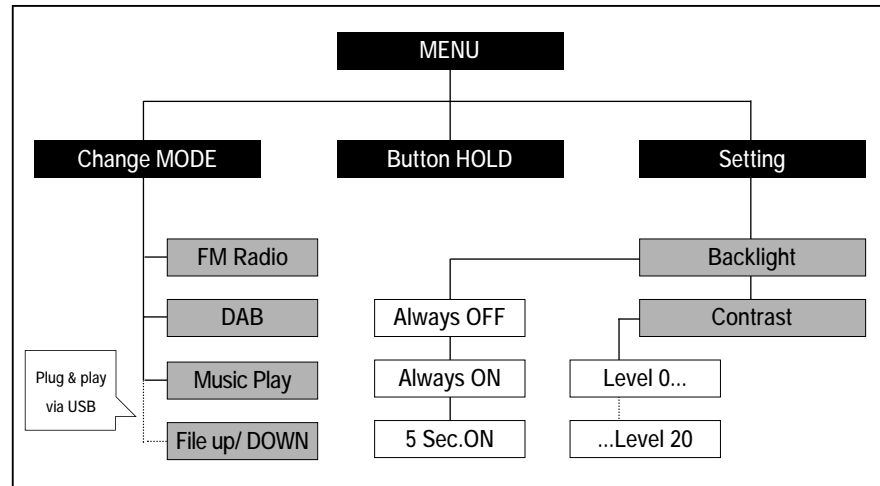 MENU
Change MODE
Button HOLD
Setting
FM Radio
Backlight
DAB
Always OFF
Contrast
Plug & play
via USB
Music Play
Always ON
Level 0...
File up/ DOWN
5 Sec.ON
...Level 20